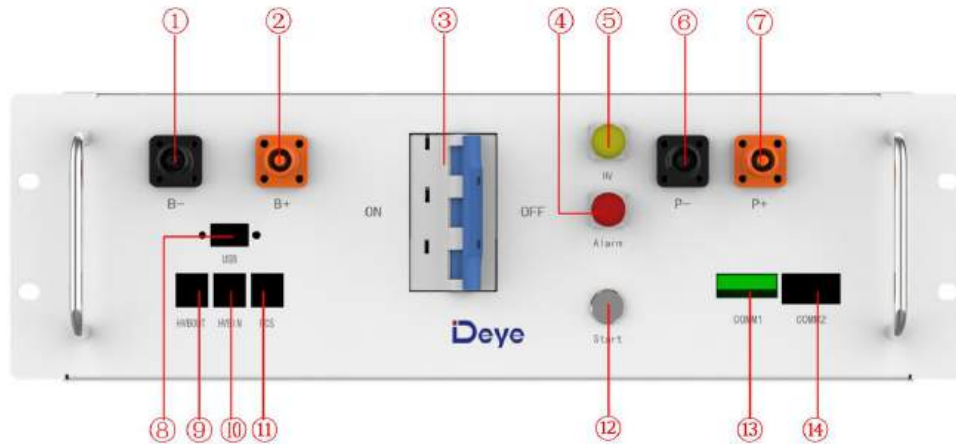 ① ② ③ ④ ⑤ ⑥ ⑦
B- B+ P- P+
HV
ON OFF
Alarm
USB
HVBOUT HVBIN PCS
COMM1 COMM2
Deye
Start
⑧ ⑨ ⑩ ⑪ ⑫ ⑬ ⑭